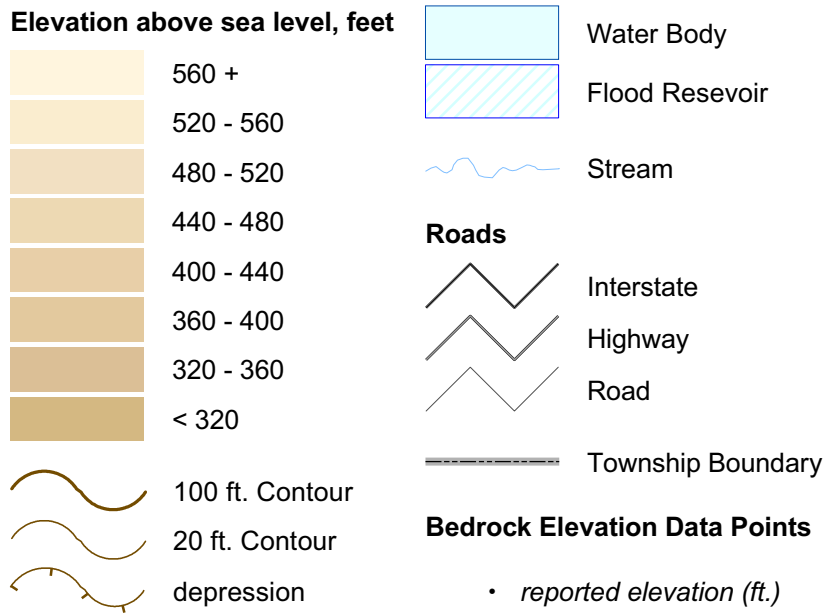 Elevation above sea level, feet
560 +
520 - 560
480 - 520
440 - 480
400 - 440
360 - 400
320 - 360
< 320
100 ft. Contour
20 ft. Contour
depression
Water Body
Flood Resevoir
Stream
Roads
Interstate
Highway
Road
Township Boundary
Bedrock Elevation Data Points
• reported elevation (ft.)